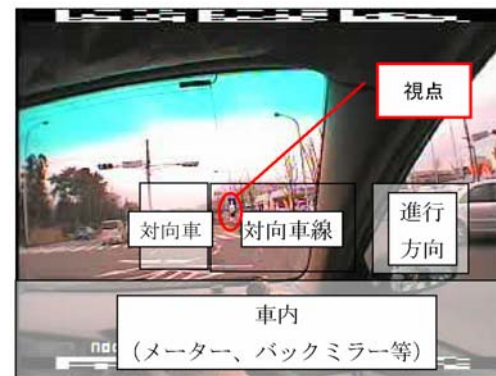 視点
対向車
対向車線
進行
方向
車内
（メーター、バックミラー等）